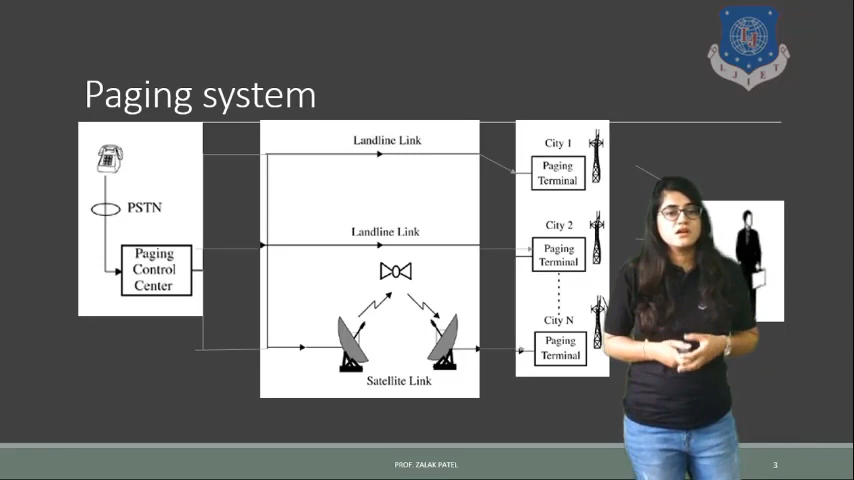 LJIET
Paging system
PSTN
Paging
Control
Center
Landline Link
Landline Link
Satellite Link
City 1
Paging
Terminal
City 2
Paging
Terminal
City N
Paging
Terminal
PROF. ZALAK PATEL
3